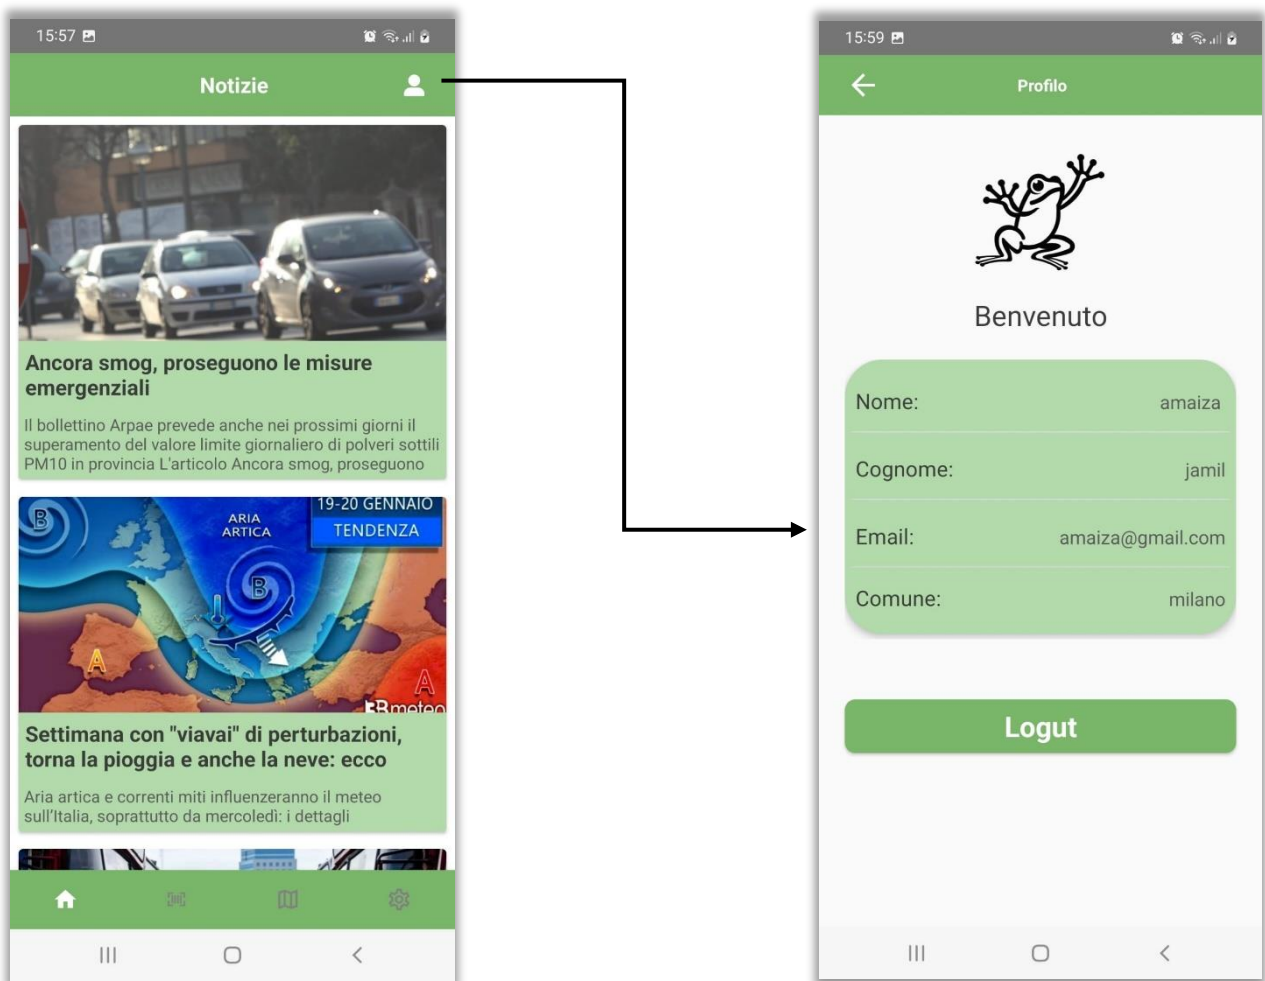 15:57
Notizie
Ancora smog, proseguono le misure
emergenziali
Il bollettino Arpae prevede anche nei prossimi giorni il
superamento del valore limite giornaliero di polveri sottili
PM10 in provincia L'articolo Ancora smog, proseguono
19-20 GENNAIO
TENDENZA
B
ARIA
ARTICA
B
A
A
3Bmeteo
Settimana con "viavai" di perturbazioni,
torna la pioggia e anche la neve: ecco
Aria artica e correnti miti influenzeranno il meteo
sull'Italia, soprattutto da mercoledì: i dettagli
15:59
Profilo
Benvenuto
Nome: amaiza
Cognome: jamil
Email: amaiza@gmail.com
Comune: milano
Logut